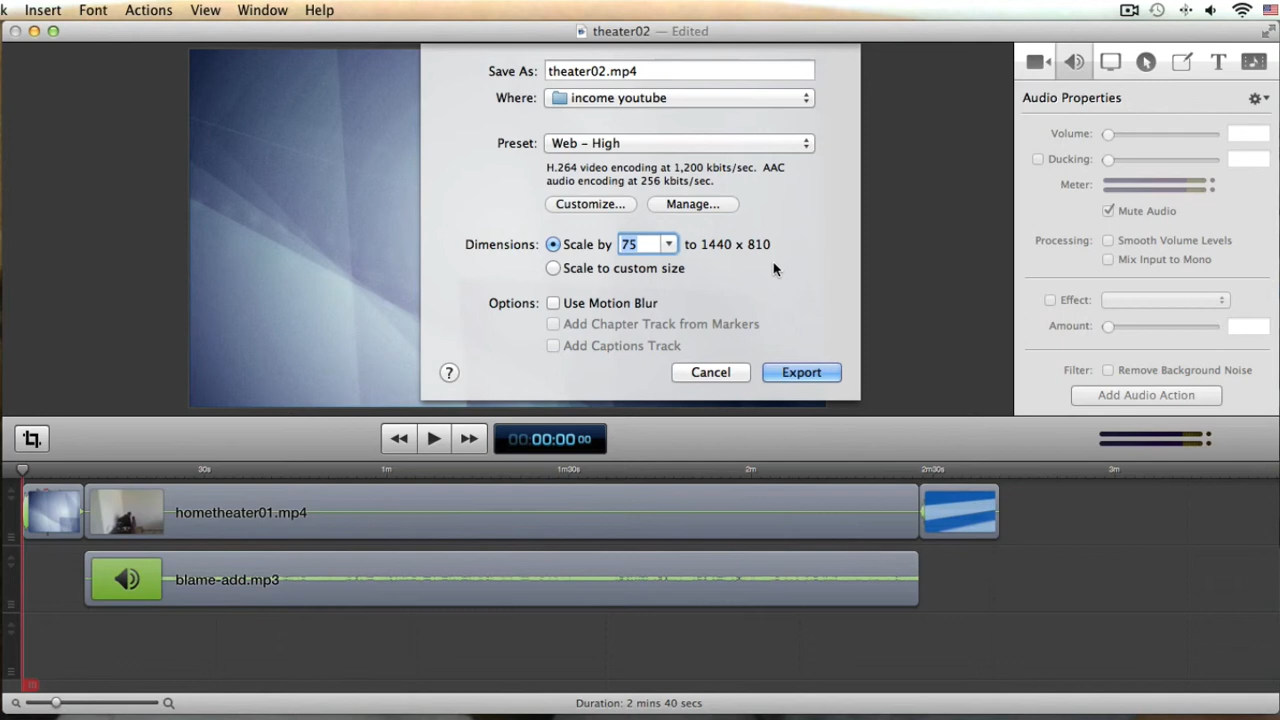 k Insert Font Actions View Window Help
theater02 — Edited
Save As: theater02.mp4
Where: income youtube
Preset: Web – High
H.264 video encoding at 1,200 kbits/sec. AAC
audio encoding at 256 kbits/sec.
Customize... Manage...
Dimensions: Scale by 75 to 1440 x 810
Scale to custom size
Options: Use Motion Blur
Add Chapter Track from Markers
Add Captions Track
? Cancel Export
T
Audio Properties
Volume:
Ducking:
Meter:
Mute Audio
Processing: Smooth Volume Levels
Mix Input to Mono
Effect:
Amount:
Filter: Remove Background Noise
Add Audio Action
00:00:00 00
30s 1m 1m30s 2m 2m30s 3m
hometheater01.mp4
blame-add.mp3
Duration: 2 mins 40 secs